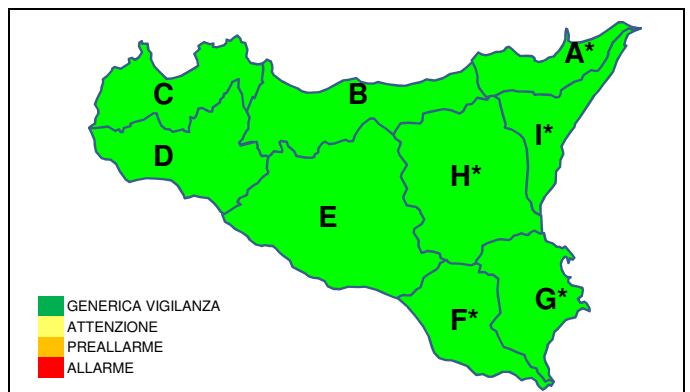 A*
C
B
I*
D
H*
E
G*
F*
GENERICA VIGILANZA
ATTENZIONE
PREALLARME
ALLARME